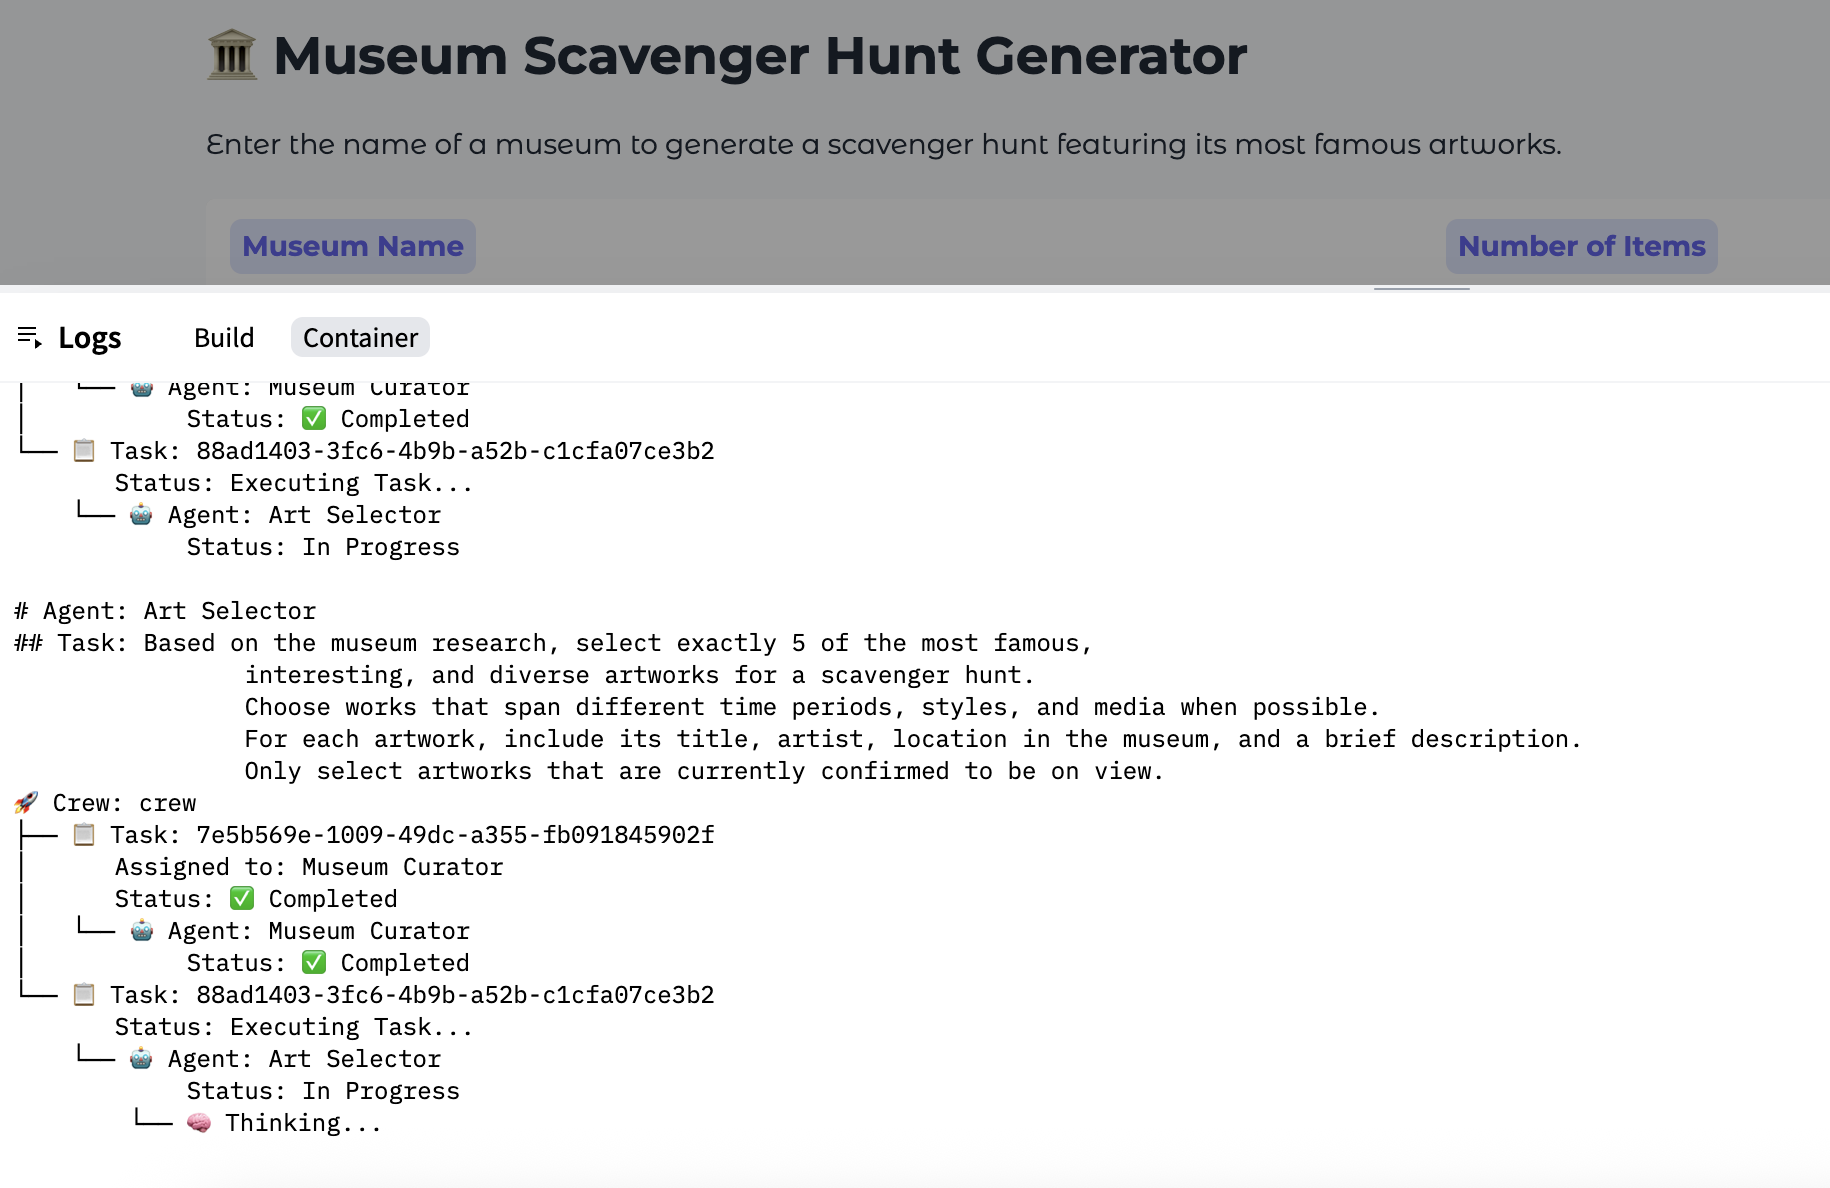 🏛️ Museum Scavenger Hunt Generator
Enter the name of a museum to generate a scavenger hunt featuring its most famous artworks.
Museum Name Number of Items
Logs Build Container
│   └── 🤖 Agent: Museum Curator
│ Status: ✅ Completed
└── 📋 Task: 88ad1403-3fc6-4b9b-a52b-c1cfa07ce3b2
Status: Executing Task...
└── 🤖 Agent: Art Selector
Status: In Progress
# Agent: Art Selector
## Task: Based on the museum research, select exactly 5 of the most famous,
interesting, and diverse artworks for a scavenger hunt.
Choose works that span different time periods, styles, and media when possible.
For each artwork, include its title, artist, location in the museum, and a brief description.
Only select artworks that are currently confirmed to be on view.
🚀 Crew: crew
├── 📋 Task: 7e5b569e-1009-49dc-a355-fb091845902f
│ Assigned to: Museum Curator
│ Status: ✅ Completed
│   └── 🤖 Agent: Museum Curator
│ Status: ✅ Completed
└── 📋 Task: 88ad1403-3fc6-4b9b-a52b-c1cfa07ce3b2
Status: Executing Task...
└── 🤖 Agent: Art Selector
Status: In Progress
└── 🧠 Thinking...